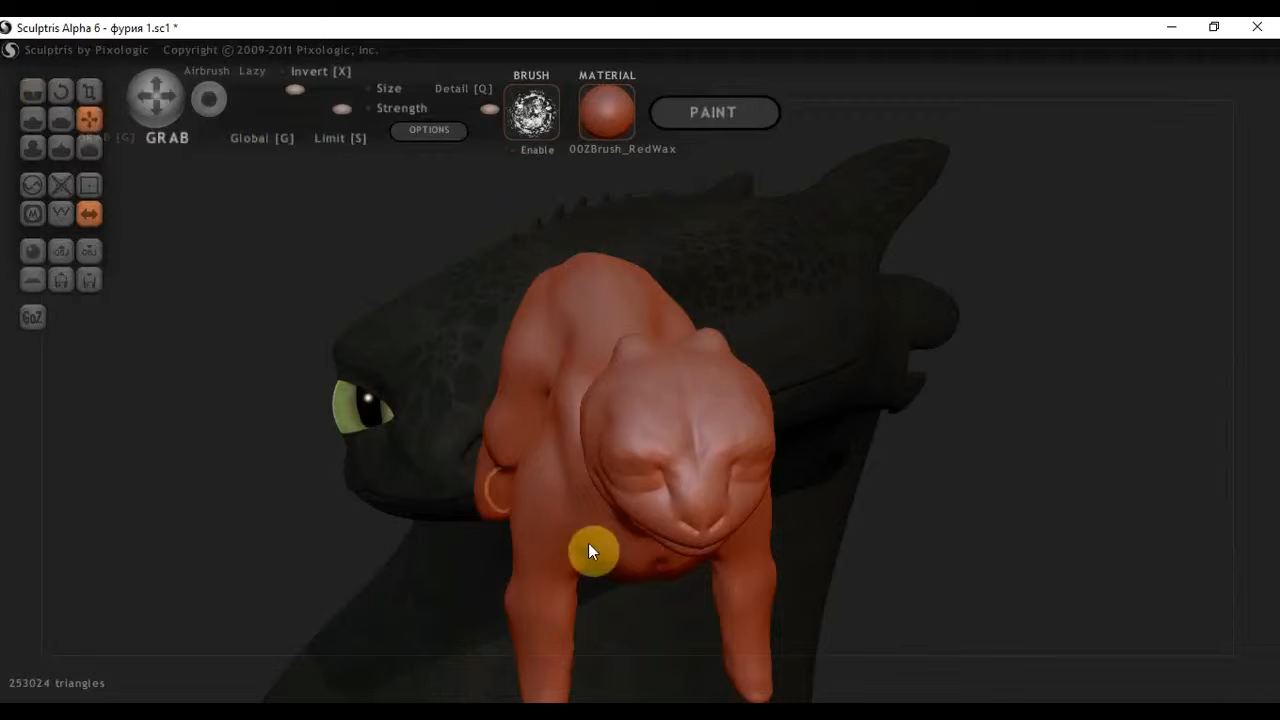 Sculptris Alpha 6 - фурия 1.sc1 *
Sculptris by Pixologic Copyright © 2009-2011 Pixologic, Inc.
Airbrush Lazy Invert [X]
BRUSH MATERIAL
Size Detail [Q]
Strength
PAINT
OPTIONS
GRAB Global [G] Limit [S]
Enable 00ZBrush_RedWax
GoZ
253024 triangles